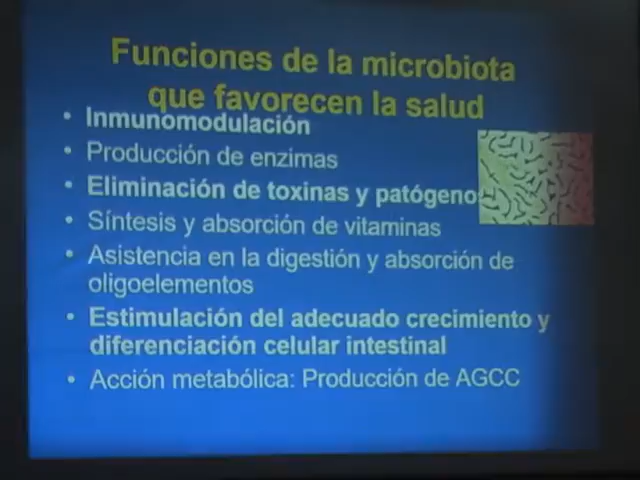 Funciones de la microbiota
que favorecen la salud
• Inmunomodulación
• Producción de enzimas
• Eliminación de toxinas y patógenos
• Síntesis y absorción de vitaminas
• Asistencia en la digestión y absorción de
oligoelementos
• Estimulación del adecuado crecimiento y
diferenciación celular intestinal
• Acción metabólica: Producción de AGCC